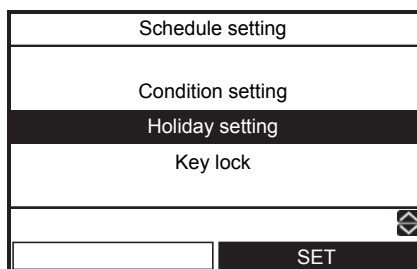 Schedule setting
Condition setting
Holiday setting
Key lock
SET